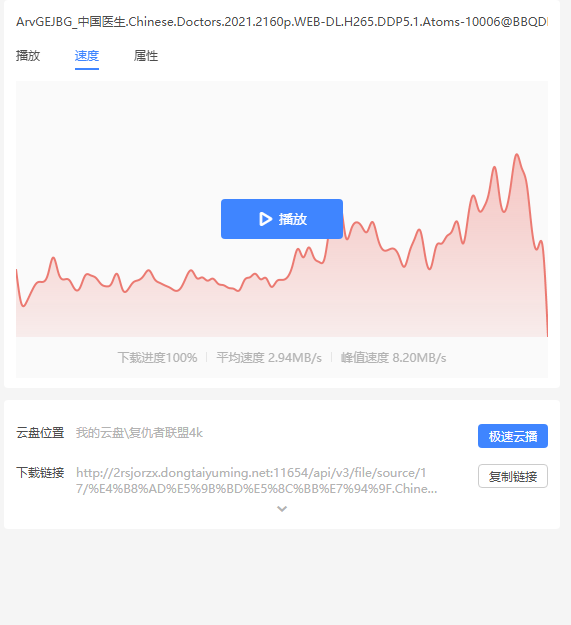 ArvGEJBG_中国医生.Chinese.Doctors.2021.2160p.WEB-DL.H265.DDP5.1.Atoms-10006@BBQD
播放 速度 属性
播放
下载进度100% 平均速度 2.94MB/s 峰值速度 8.20MB/s
云盘位置 我的云盘\复仇者联盟4k 极速云播
下载链接 http://2rsjorzx.dongtaiyuming.net:11654/api/v3/file/source/1 复制链接
7/%E4%B8%AD%E5%9B%BD%E5%8C%BB%E7%94%9F.Chine...